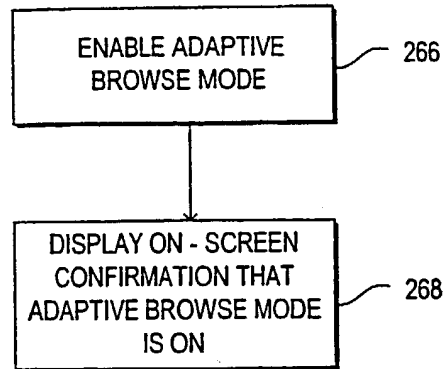 ENABLE ADAPTIVE
BROWSE MODE
266
DISPLAY ON - SCREEN
CONFIRMATION THAT
ADAPTIVE BROWSE MODE
IS ON
268